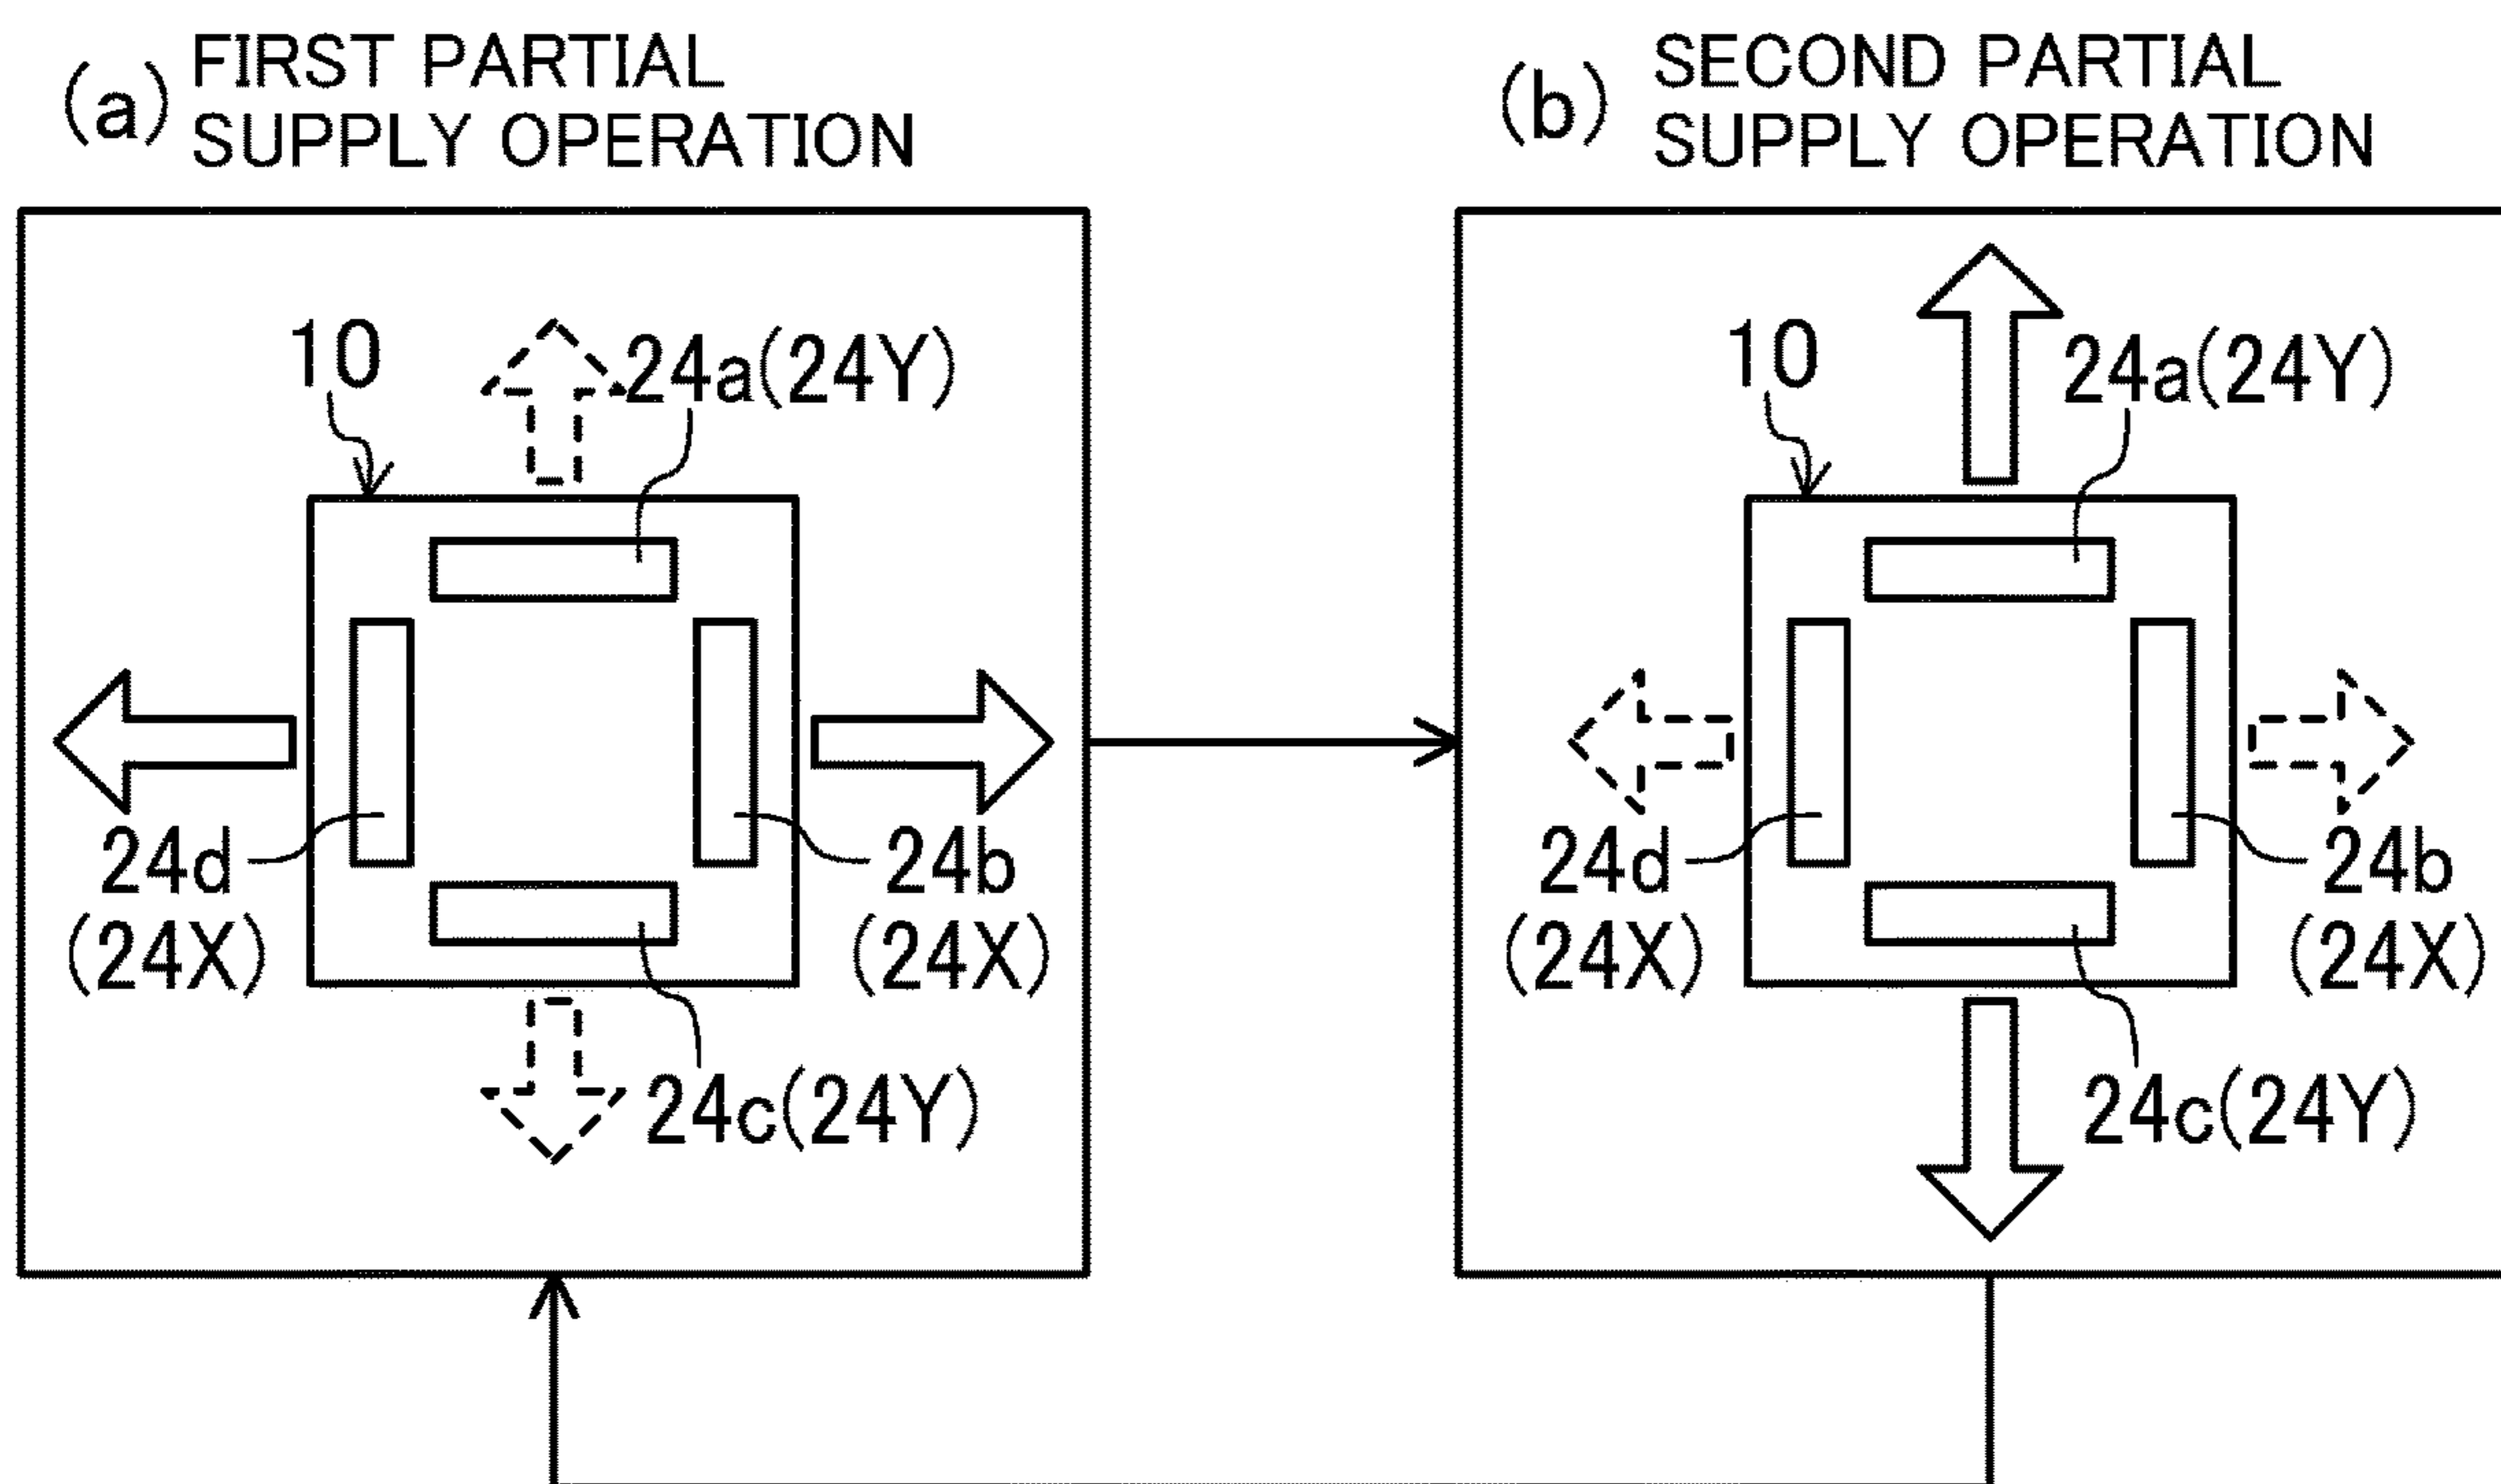 (a) FIRST PARTIAL
SUPPLY OPERATION
10
24a(24Y)
24d
(24X)
24b
(24X)
24c(24Y)
(b) SECOND PARTIAL
SUPPLY OPERATION
10
24a(24Y)
24d
(24X)
24b
(24X)
24c(24Y)